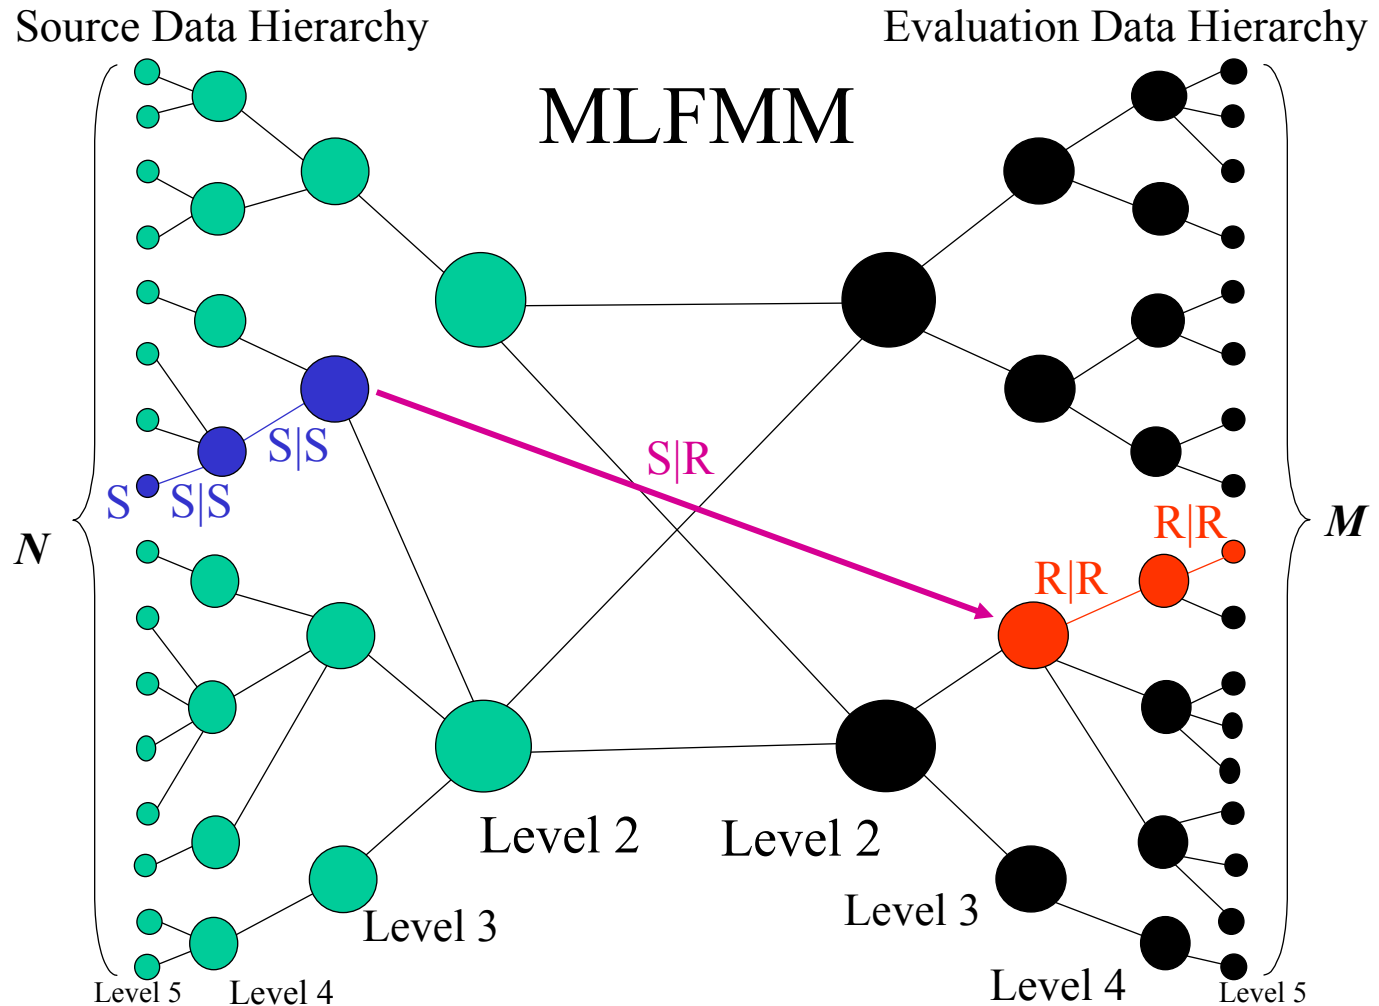 Source Data Hierarchy
Evaluation Data Hierarchy
MLFMM
S|S
S|R
S
S|S
N
R|R
M
R|R
Level 2
Level 2
Level 3
Level 3
Level 5
Level 4
Level 4
Level 5